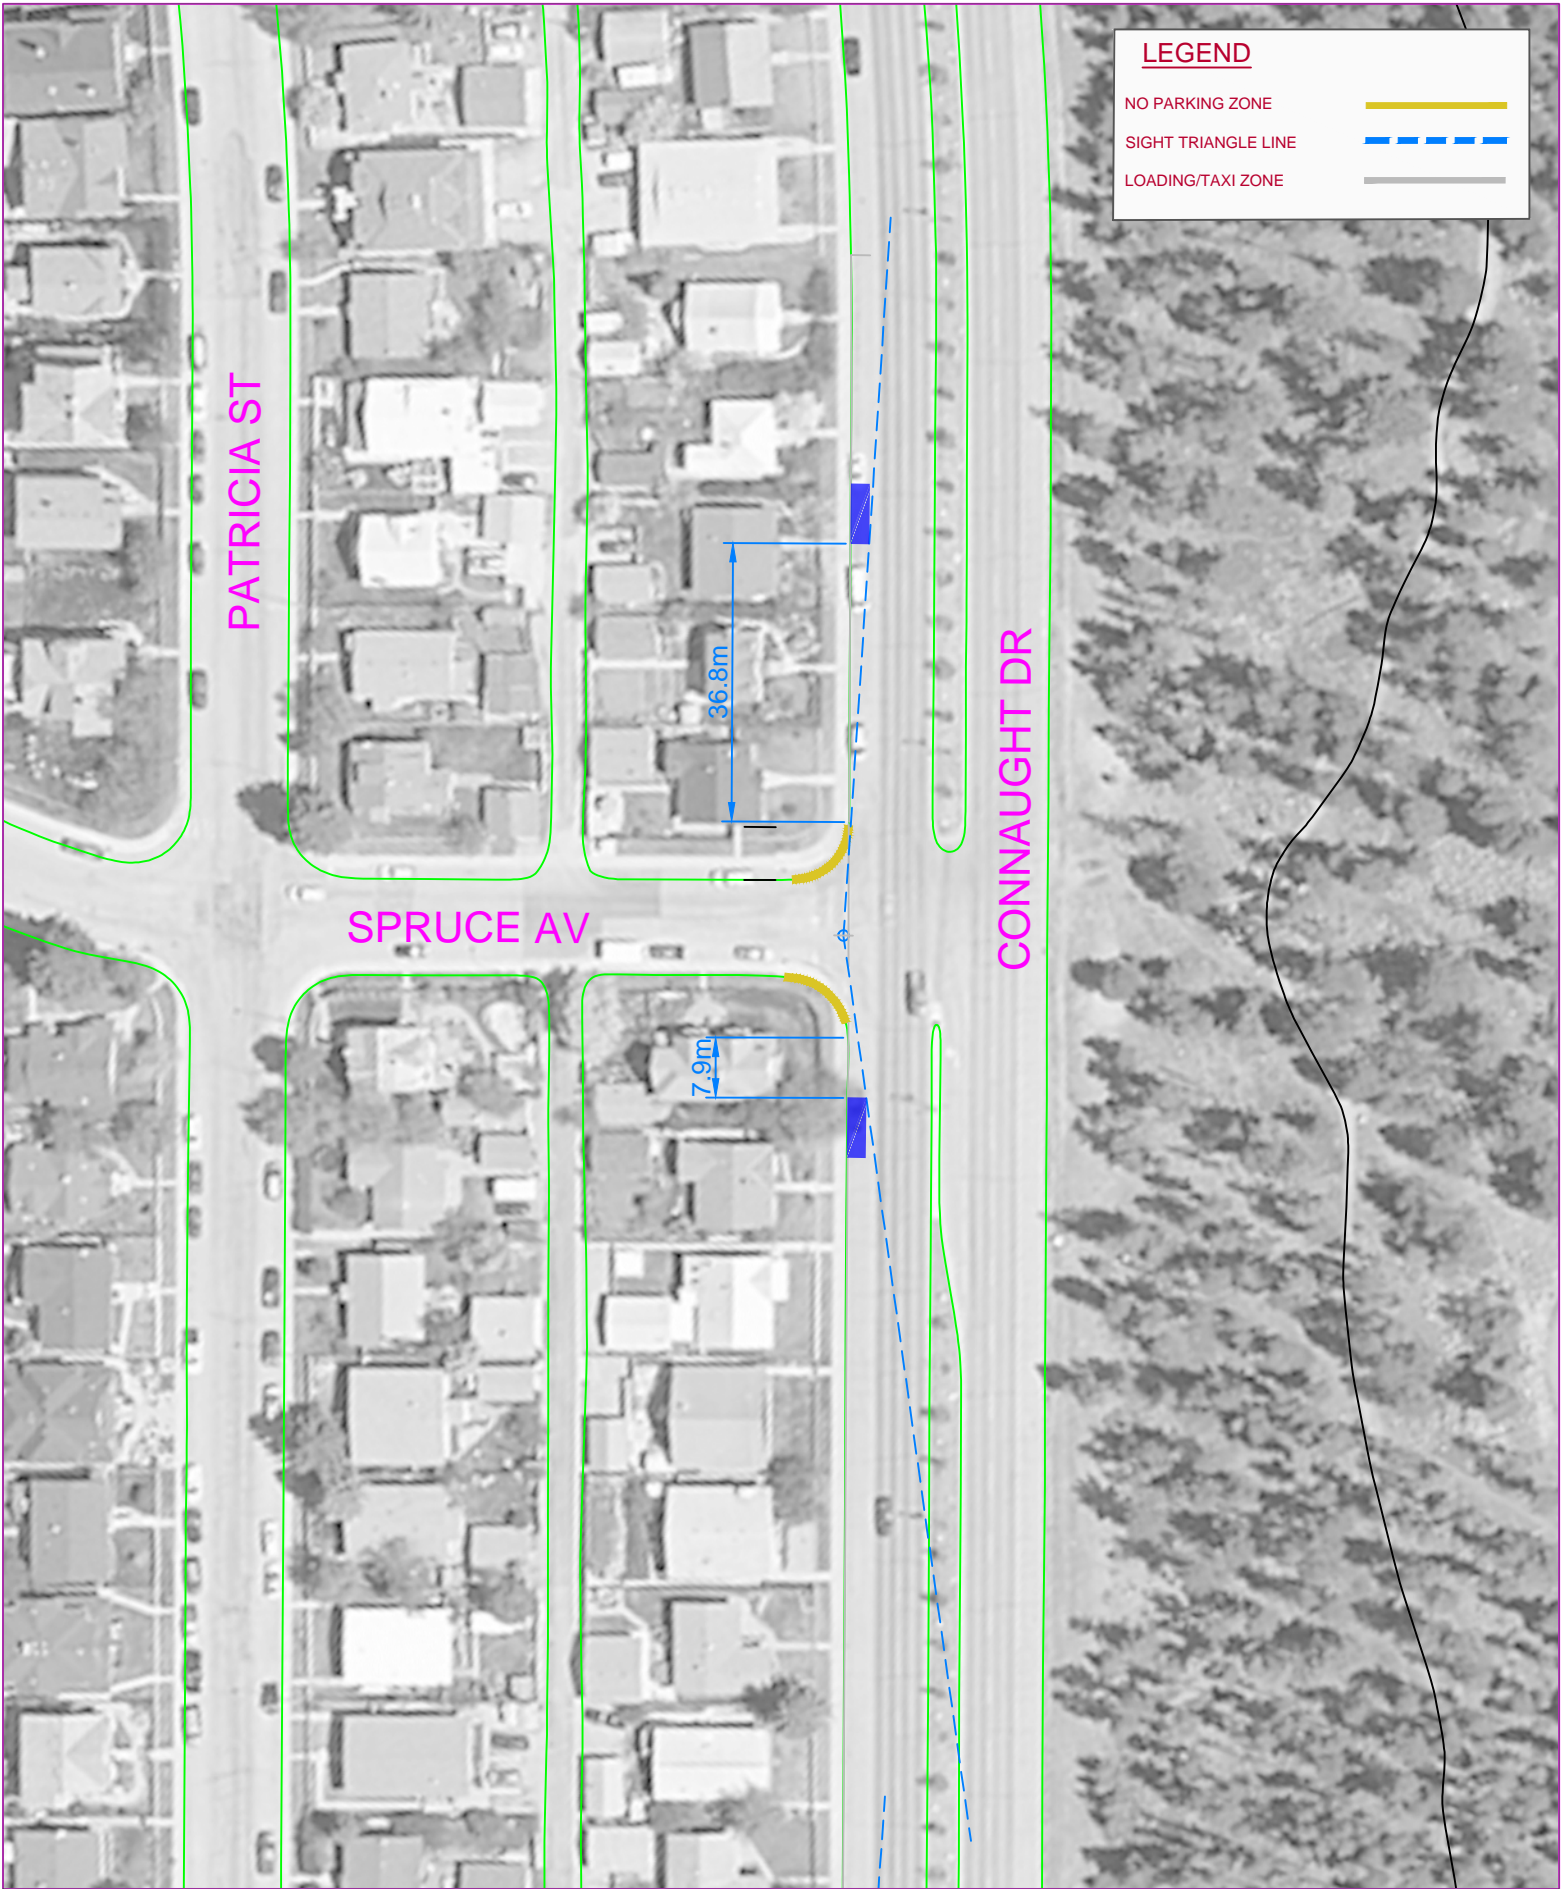 LEGEND
NO PARKING ZONE
SIGHT TRIANGLE LINE
LOADING/TAXI ZONE
PATRICIA ST
36.8m
CONNAUGHT DR
SPRUCE AV
7.9m